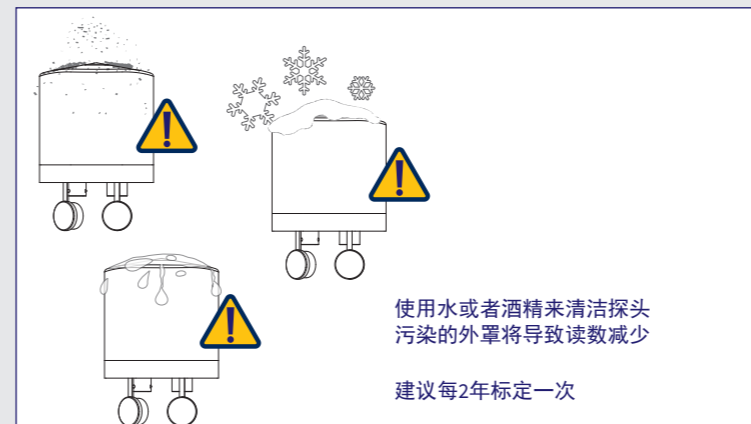 使用水或者酒精来清洁探头
污染的外罩将导致读数减少
建议每2年标定一次